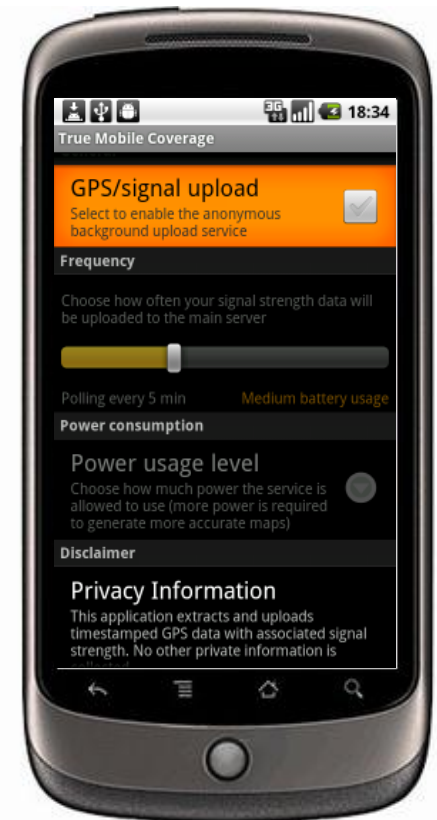 3G
18:34
True Mobile Coverage
General
GPS/signal upload
Select to enable the anonymous
background upload service
Frequency
Choose how often your signal strength data will
be uploaded to the main server
Polling every 5 min
Medium battery usage
Power consumption
Power usage level
Choose how much power the service is
allowed to use (more power is required
to generate more accurate maps)
Disclaimer
Privacy Information
This application extracts and uploads
timestamped GPS data with associated signal
strength. No other private information is
collected